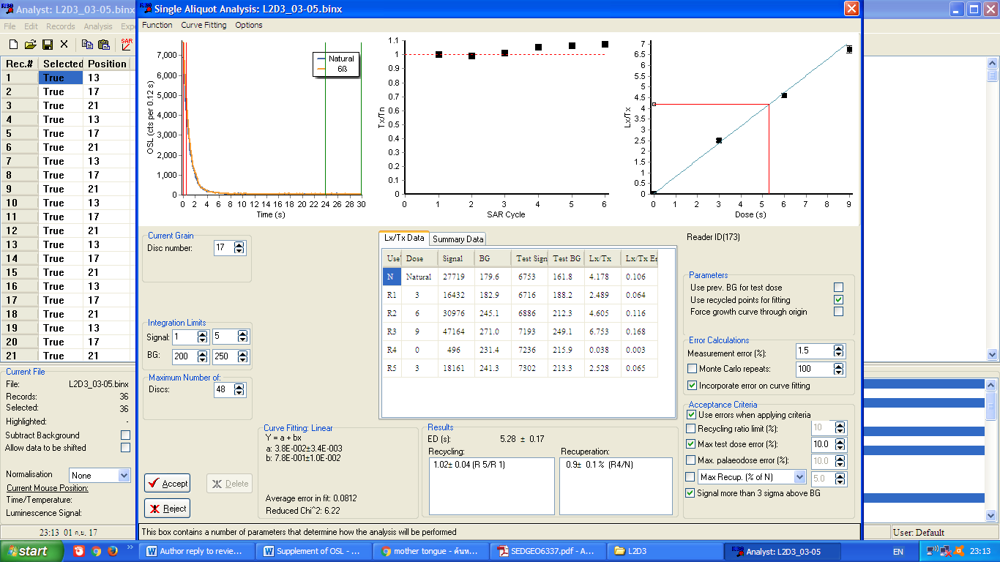 Analyst: L2D3_03-05.binx
Single Aliquot Analysis: L2D3_03-05.binx
File Edit Records Analysis
Function Curve Fitting Options
SAR
Rec.# Selected Position
1 True 13
2 True 17
3 True 21
4 True 13
5 True 17
6 True 21
7 True 13
8 True 17
9 True 21
10 True 13
11 True 17
12 True 21
13 True 13
14 True 17
15 True 21
16 True 13
17 True 17
18 True 21
19 True 13
20 True 17
21 True 21
Current File
File: L2D3_03-05.binx
Records: 36
Selected: 36
Highlighted: -
Subtract Background
Allow data to be shifted
Normalisation None
Current Mouse Position:
Time/Temperature:
Luminescence Signal:
23:13 01 ก.ย. 17
OSL (cts per 0.12 s)
7,000
6,000
5,000
4,000
3,000
2,000
1,000
0
Natural
6ß
0 2 4 6 8 10 12 14 16 18 20 22 24 26 28 30
Time (s)
Tx/Tn
1.1
1
0.9
0.8
0.7
0.6
0.5
0.4
0.3
0.2
0.1
0
0 1 2 3 4 5 6
SAR Cycle
Lx/Tx
7
6.5
6
5.5
5
4.5
4
3.5
3
2.5
2
1.5
1
0.5
0
0 1 2 3 4 5 6 7 8 9
Dose (s)
Current Grain
Disc number: 17
Integration Limits
Signal: 1 5
BG: 200 250
Maximum Number of:
Discs: 48
Lx/Tx Data Summary Data
Use? Dose Signal BG Test Sign Test BG Lx/Tx Lx/Tx Er
N Natural 27719 179.6 6753 161.8 4.178 0.106
R1 3 16432 182.9 6716 188.2 2.489 0.064
R2 6 30976 245.1 6886 212.3 4.605 0.116
R3 9 47164 271.0 7193 249.1 6.753 0.168
R4 0 496 231.4 7236 215.9 0.038 0.003
R5 3 18161 241.3 7302 213.3 2.528 0.065
Reader ID(173)
Parameters
Use prev. BG for test dose
Use recycled points for fitting
Force growth curve through origin
Error Calculations
Measurement error (%): 1.5
Monte Carlo repeats: 100
Incorporate error on curve fitting
Acceptance Criteria
Use errors when applying criteria
Recycling ratio limit (%): 10
Max test dose error (%): 10.0
Max. palaeodose error (%): 10.0
Max Recup. (% of N) 5.0
Signal more than 3 sigma above BG
Accept Delete
Reject
Curve Fitting: Linear
Y = a + bx
a: 3.8E-002±3.4E-003
b: 7.8E-001±1.0E-002
Average error in fit: 0.0812
Reduced Chi^2: 6.22
Results
ED (s): 5.28 ± 0.17
Recycling: Recuperation:
1.02± 0.04 (R 5/R 1) 0.9± 0.1 % (R4/N)
This box contains a number of parameters that determine how the analysis will be performed
User: Default
start Author reply to revie... Supplement of OSL - ... mother tongue - ค้นห... SEDGEO6337.pdf - A... L2D3 Analyst: L2D3_03-05 EN 23:13